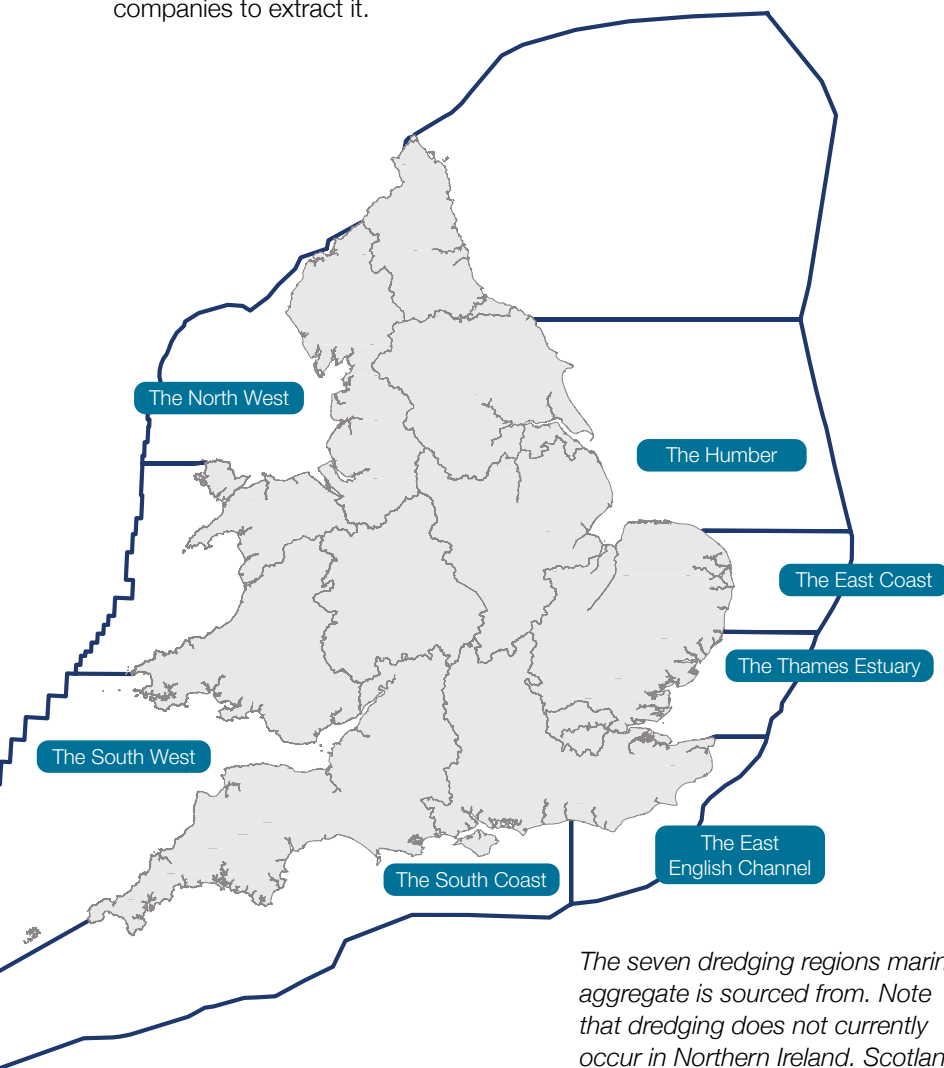 companies to extract it.
The North West
The Humber
The East Coast
The Thames Estuary
The South West
The East
English Channel
The South Coast
The seven dredging regions marin
aggregate is sourced from. Note
that dredging does not currently
occur in Northern Ireland. Scotlan